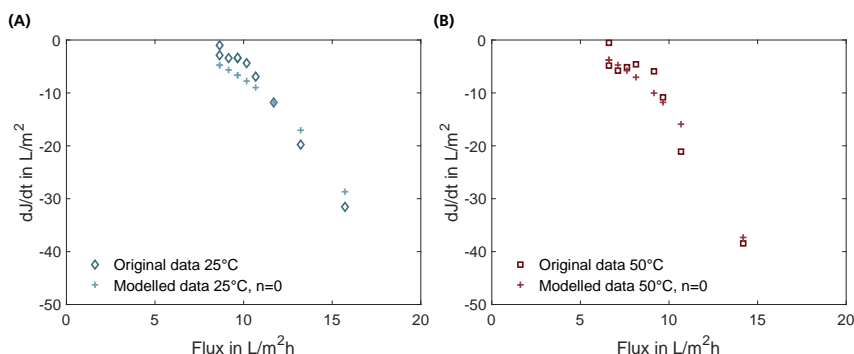 (A)
0
-10
-20
-30
-40
-50
dJ/dt in L/m²
Original data 25°C
Modelled data 25°C, n=0
0 5 10 15 20
Flux in L/m²h
(B)
0
-10
-20
-30
-40
-50
dJ/dt in L/m²
Original data 50°C
Modelled data 50°C, n=0
0 5 10 15 20
Flux in L/m²h